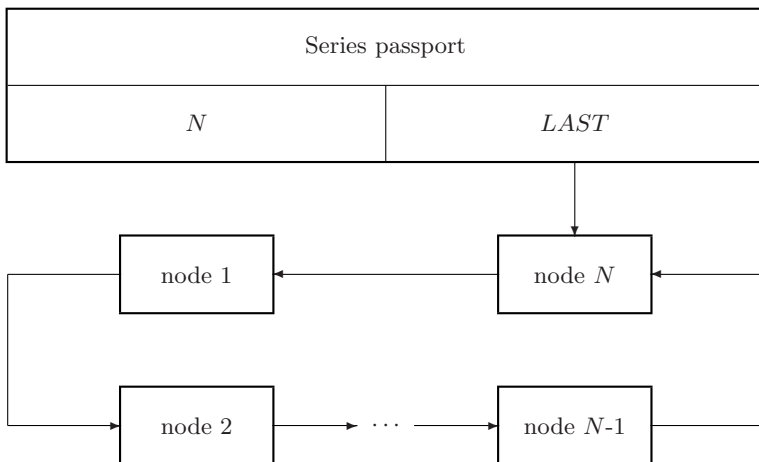 Series passport
N LAST
node 1 node N
node 2 · · · node N-1